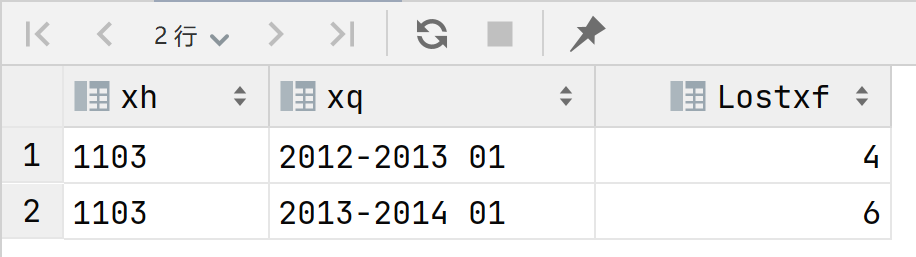 2 行
xh xq Lostxf
1 1103 2012-2013 01 4
2 1103 2013-2014 01 6